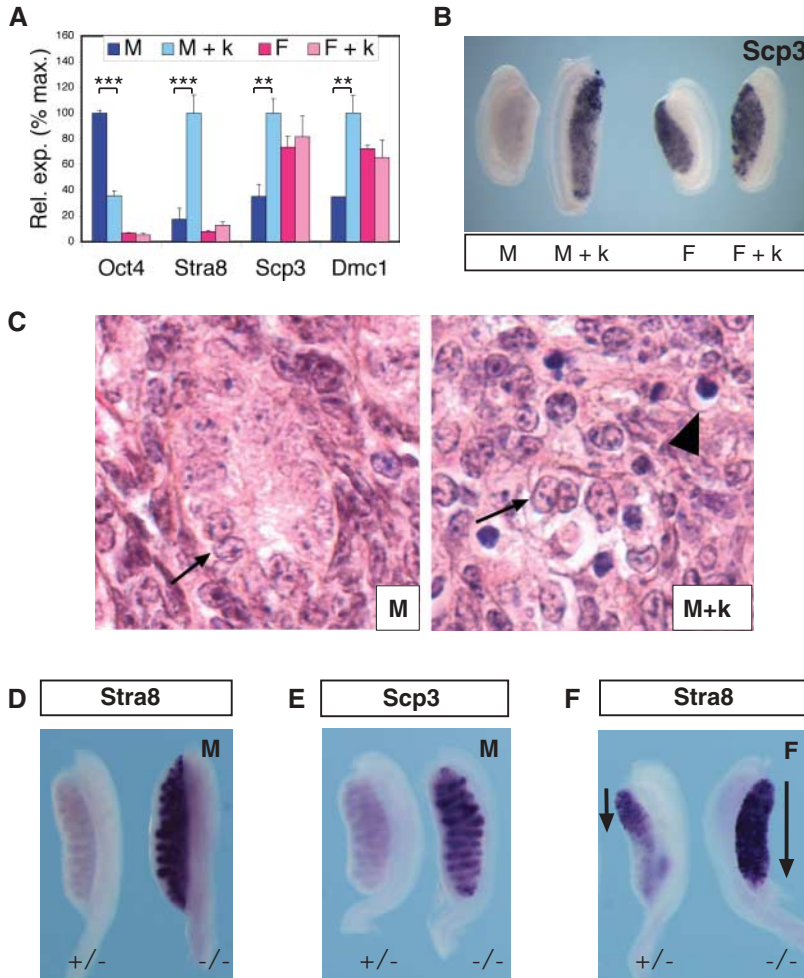 A
M M + k F F + k
Rel. exp. (% max.)
160
140
120
100
80
60
40
20
0
*** *** ** **
Oct4 Stra8 Scp3 Dmc1
B
Scp3
M M + k F F + k
C
M
M+k
D
Stra8
M
+/- -/-
E
Scp3
M
+/- -/-
F
Stra8
F
+/- -/-